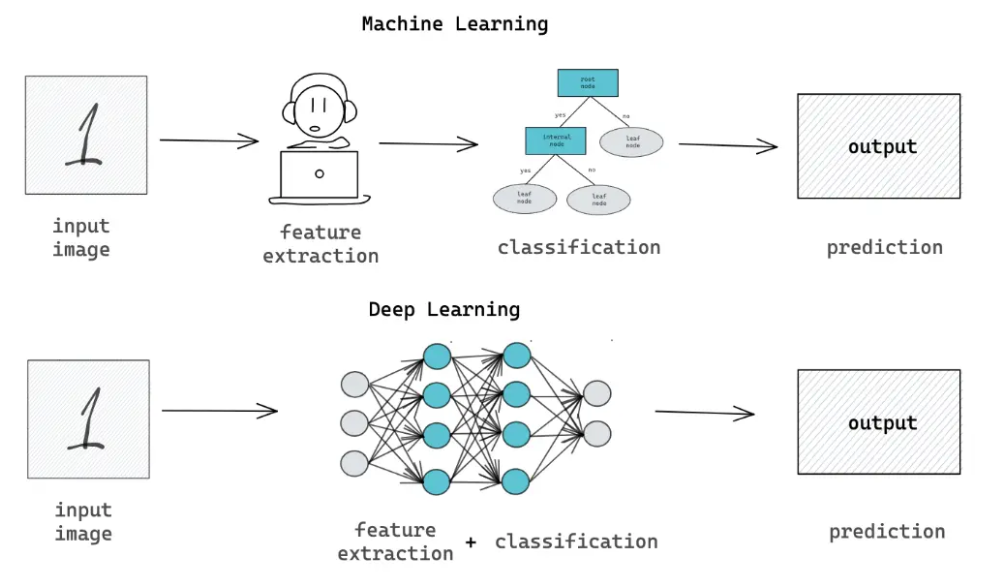 Machine Learning
1
root
node
yes
no
internal
node
leaf
node
yes
no
leaf
node
leaf
node
output
input
image
feature
extraction
classification
prediction
Deep Learning
1
output
input
image
feature
extraction + classification
prediction